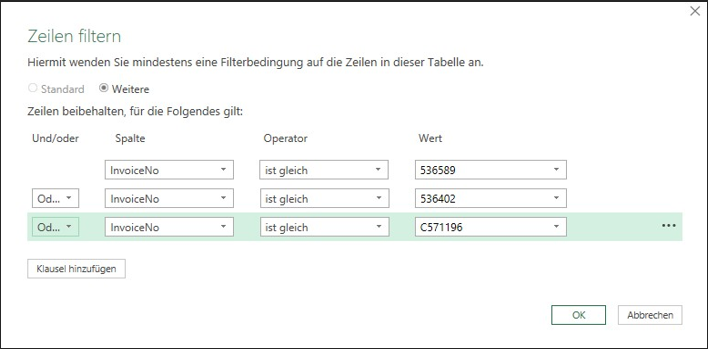 Zeilen filtern
Hiermit wenden Sie mindestens eine Filterbedingung auf die Zeilen in dieser Tabelle an.
Standard Weitere
Zeilen beibehalten, für die Folgendes gilt:
Und/oder Spalte Operator Wert
InvoiceNo ist gleich 536589
Od... InvoiceNo ist gleich 536402
Od... InvoiceNo ist gleich C571196 ...
Klausel hinzufügen
OK Abbrechen